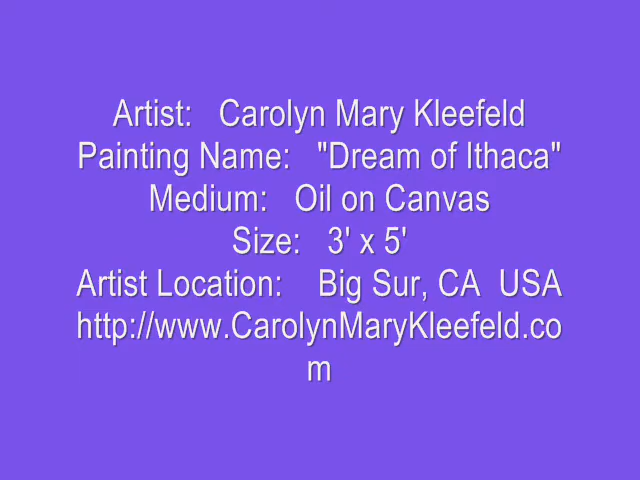 Artist:   Carolyn Mary Kleefeld
Painting Name:   "Dream of Ithaca"
Medium:   Oil on Canvas
Size:   3' x 5'
Artist Location:    Big Sur, CA  USA
http://www.CarolynMaryKleefeld.co
m